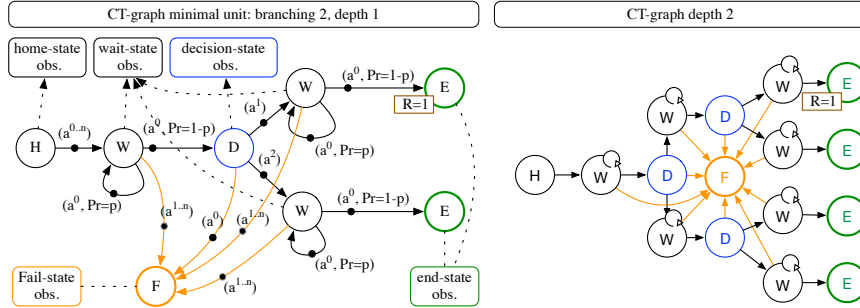 CT-graph minimal unit: branching 2, depth 1
home-state
obs.
wait-state
obs.
decision-state
obs.
W
(a⁰, Pr=1-p)
E
R=1
(a¹)
(a⁰, Pr=p)
H
(a⁰··ⁿ)
W
(a⁰, Pr=1-p)
D
(a²)
(a⁰, Pr=p)
W
(a⁰, Pr=1-p)
E
(a¹··ⁿ)
(a⁰)
(a¹··ⁿ)
(a⁰, Pr=p)
(a¹··ⁿ)
Fail-state
obs.
F
end-state
obs.
CT-graph depth 2
W
E
R=1
W
D
W
E
H
W
D
F
W
D
W
E
W
E